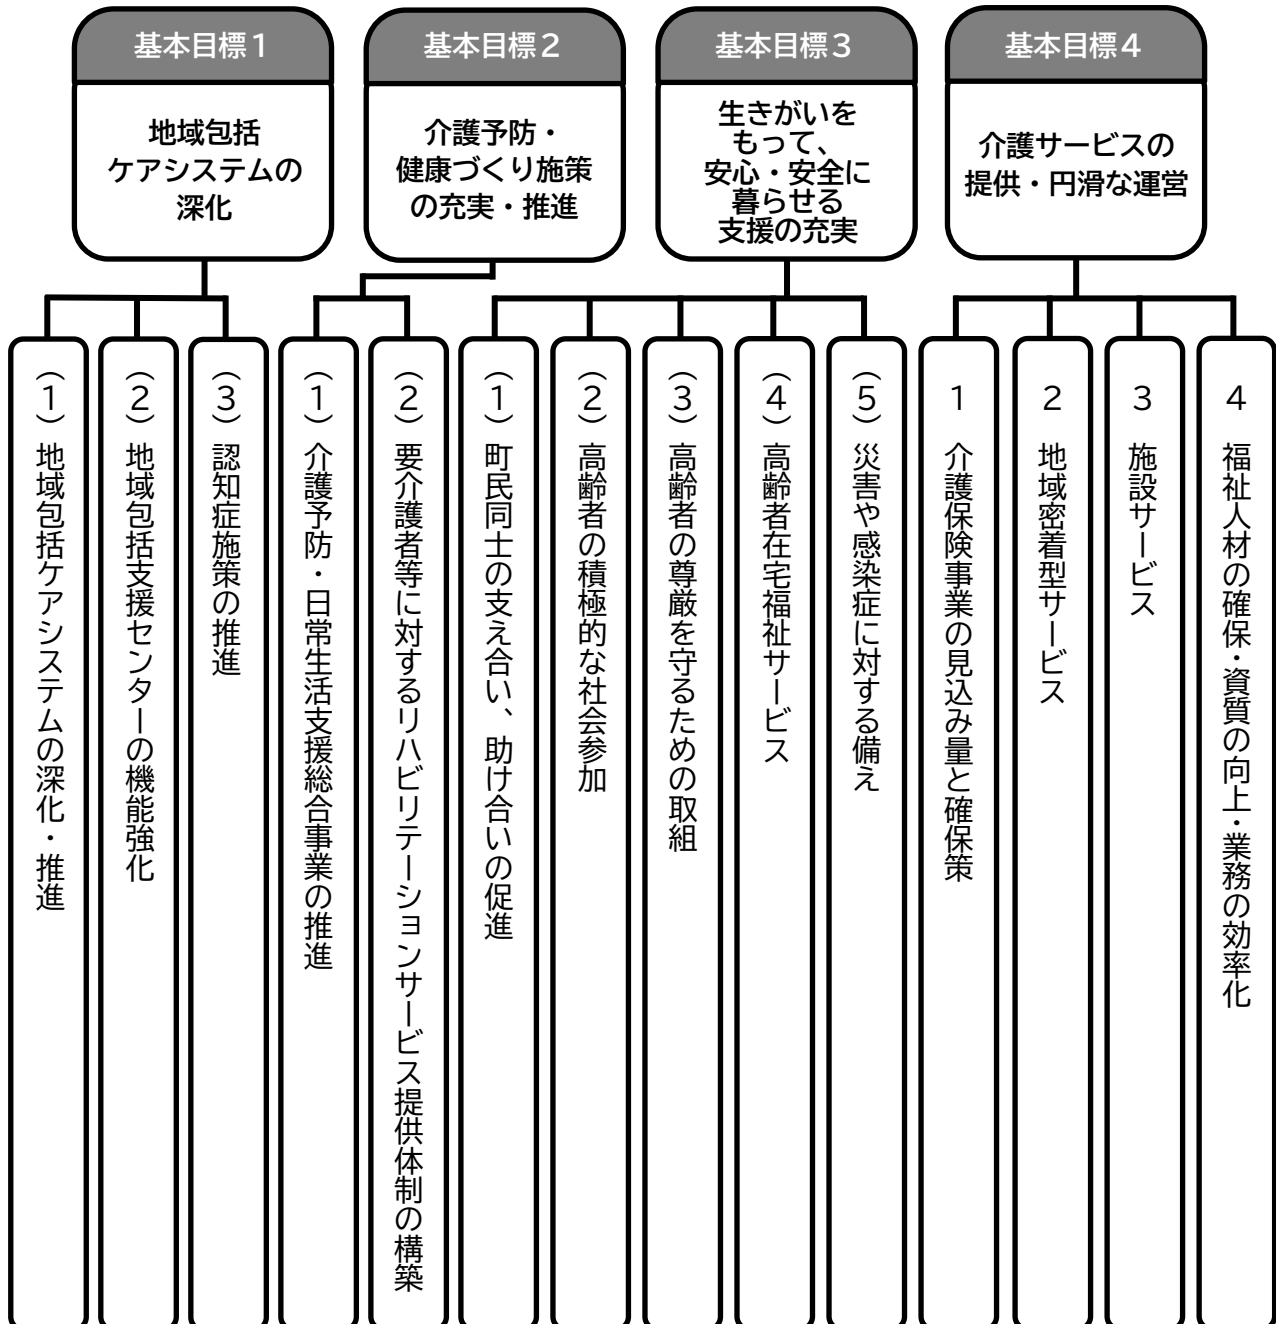 基本目標1
地域包括
ケアシステムの
深化
基本目標2
介護予防・
健康づくり施策
の充実・推進
基本目標3
生きがいを
もって、
安心・安全に
暮らせる
支援の充実
基本目標4
介護サービスの
提供・円滑な運営
(1) 地域包括ケアシステムの深化・推進
(2) 地域包括支援センターの機能強化
(3) 認知症施策の推進
(1) 介護予防・日常生活支援総合事業の推進
(2) 要介護者等に対するリハビリテーションサービス提供体制の構築
(1) 町民同士の支え合い、助け合いの促進
(2) 高齢者の積極的な社会参加
(3) 高齢者の尊厳を守るための取組
(4) 高齢者在宅福祉サービス
(5) 災害や感染症に対する備え
1 介護保険事業の見込み量と確保策
2 地域密着型サービス
3 施設サービス
4 福祉人材の確保・資質の向上・業務の効率化